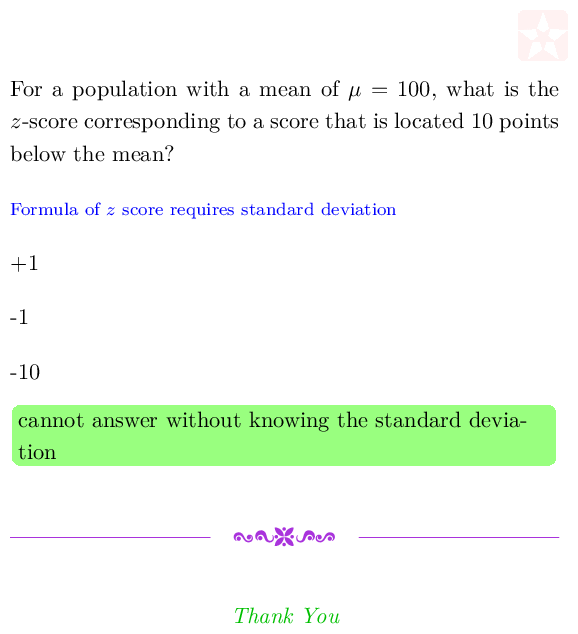 For a population with a mean of μ = 100, what is the
z-score corresponding to a score that is located 10 points
below the mean?
Formula of z score requires standard deviation
+1
-1
-10
cannot answer without knowing the standard devia-
tion
Thank You